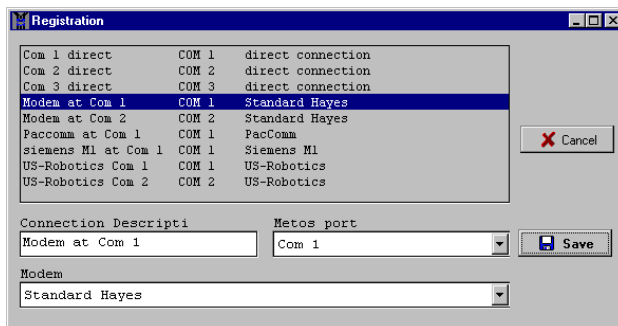 Registration
Com 1 direct COM 1 direct connection
Com 2 direct COM 2 direct connection
Com 3 direct COM 3 direct connection
Modem at Com 1 COM 1 Standard Hayes
Modem at Com 2 COM 2 Standard Hayes
Paccomm at Com 1 COM 1 PacComm
siemens M1 at Com 1 COM 1 Siemens M1
US-Robotics Com 1 COM 1 US-Robotics
US-Robotics Com 2 COM 2 US-Robotics
Cancel
Connection Descripti Metos port
Modem at Com 1 Com 1 Save
Modem
Standard Hayes